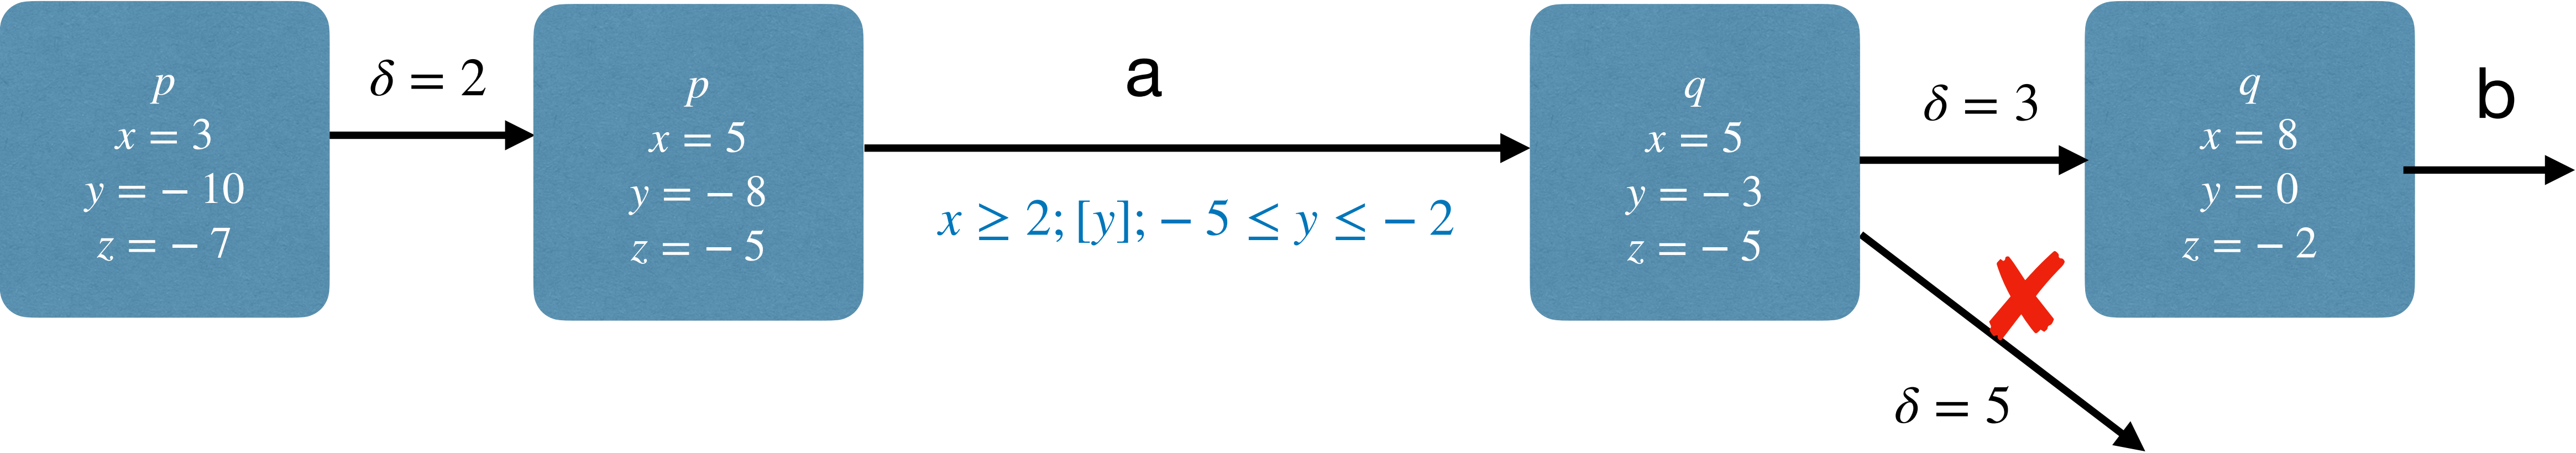 p
x = 3
y = − 10
z = − 7
δ = 2
p
x = 5
y = − 8
z = − 5
a
x ≥ 2; [y]; − 5 ≤ y ≤ − 2
q
x = 5
y = − 3
z = − 5
δ = 3
δ = 5
q
x = 8
y = 0
z = − 2
b